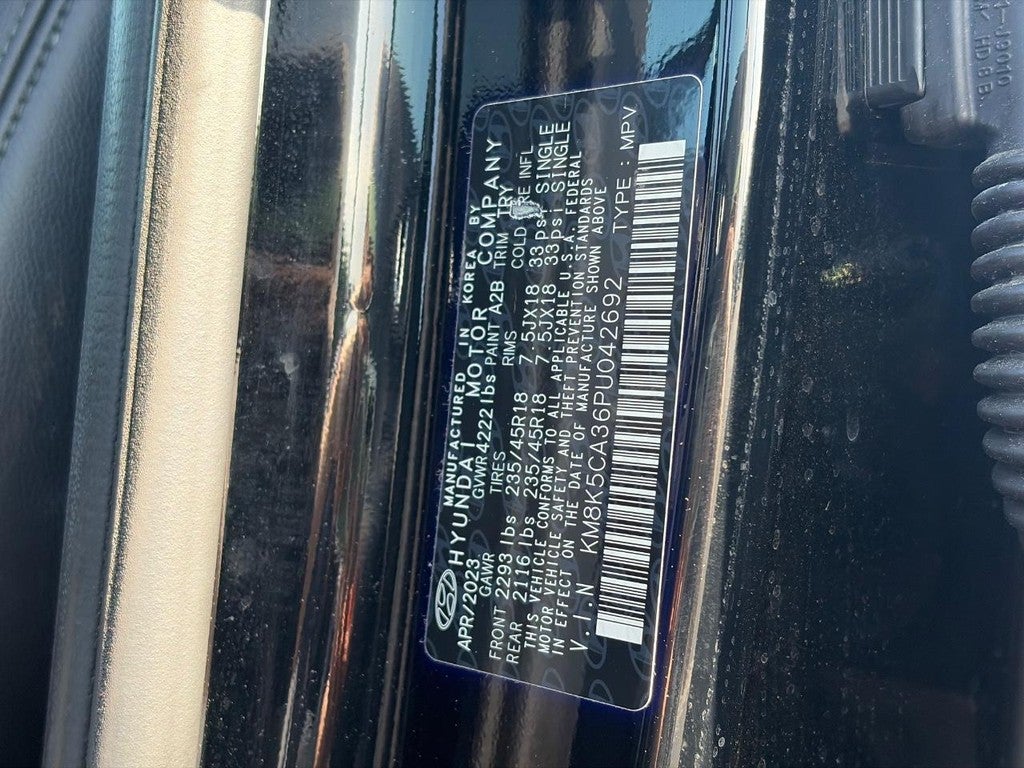 MANUFACTURED IN KOREA BY
HYUNDAI MOTOR COMPANY
APR/2023 GVWR 4222 lbs PAINT A2B TRIM TRY
GAWR TIRES RIMS COLD INFL
FRONT 2293 lbs 235/45R18 7.5JX18 33psi SINGLE
REAR 2116 lbs 235/45R18 7.5JX18 33psi SINGLE
THIS VEHICLE CONFORMS TO ALL APPLICABLE U.S.A. FEDERAL
MOTOR VEHICLE SAFETY AND THEFT PREVENTION STANDARDS
IN EFFECT ON THE DATE OF MANUFACTURE SHOWN ABOVE
V.I.N KM8K5CA36PU042692 TYPE : MPV